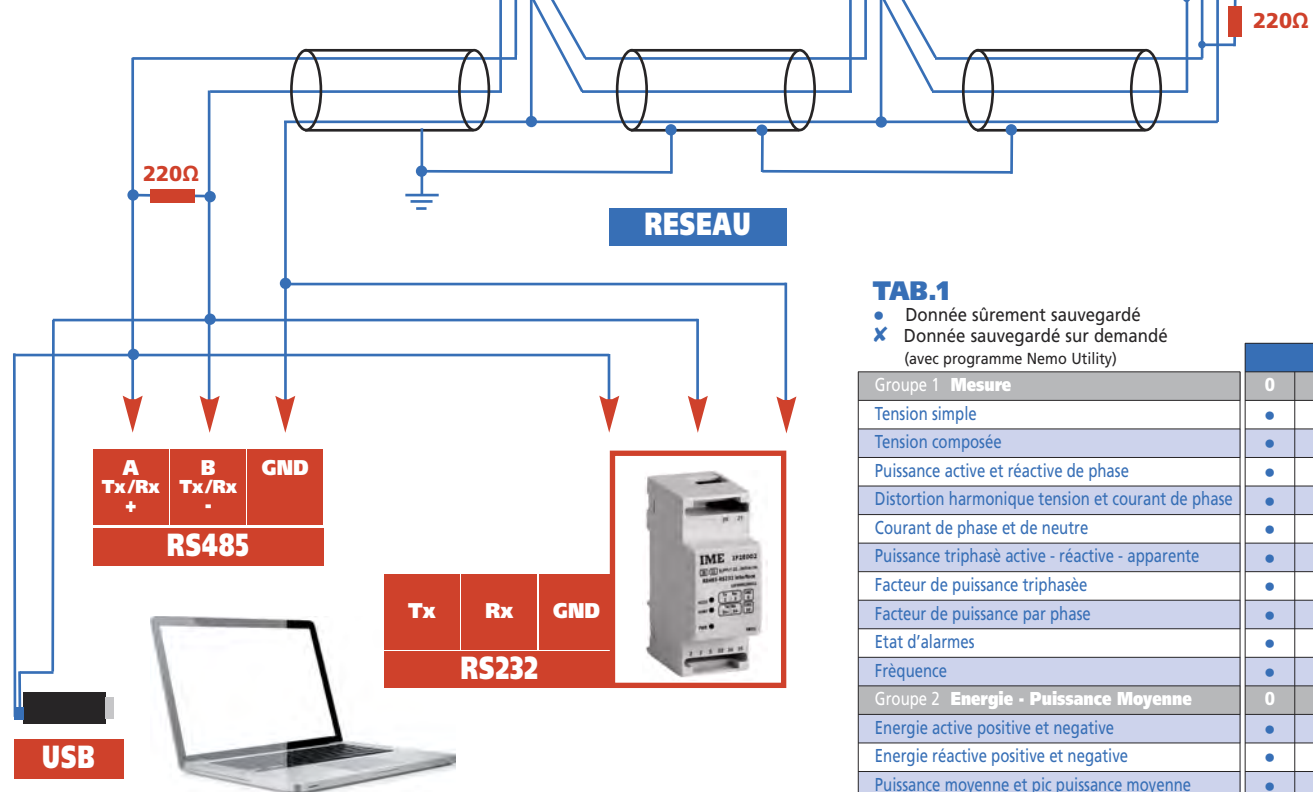 220Ω
220Ω
RESEAU
A
Tx/Rx
+
B
Tx/Rx
-
GND
RS485
Tx
Rx
GND
RS232
IME
RS485-RS232 Interface
USB
TAB.1
● Donnée sûrement sauvegardé
✘ Donnée sauvegardé sur demandé
(avec programme Nemo Utility)
Groupe 1 Mesure 0
Tension simple ●
Tension composée ●
Puissance active et réactive de phase ●
Distortion harmonique tension et courant de phase ●
Courant de phase et de neutre ●
Puissance triphasè active - réactive - apparente ●
Facteur de puissance triphasèe ●
Facteur de puissance par phase ●
Etat d’alarmes ●
Frèquence ●
Groupe 2 Energie - Puissance Moyenne 0
Energie active positive et negative ●
Energie réactive positive et negative ●
Puissance moyenne et pic puissance moyenne ●